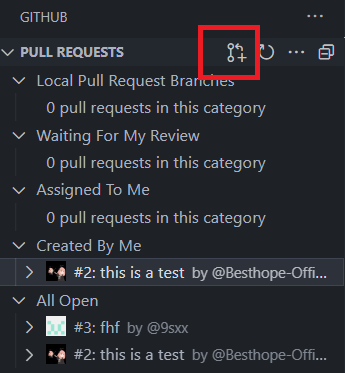 GITHUB
PULL REQUESTS
Local Pull Request Branches
0 pull requests in this category
Waiting For My Review
0 pull requests in this category
Assigned To Me
0 pull requests in this category
Created By Me
#2: this is a test by @Besthope-Offi...
All Open
#3: fhf by @9sxx
#2: this is a test by @Besthope-Offi...